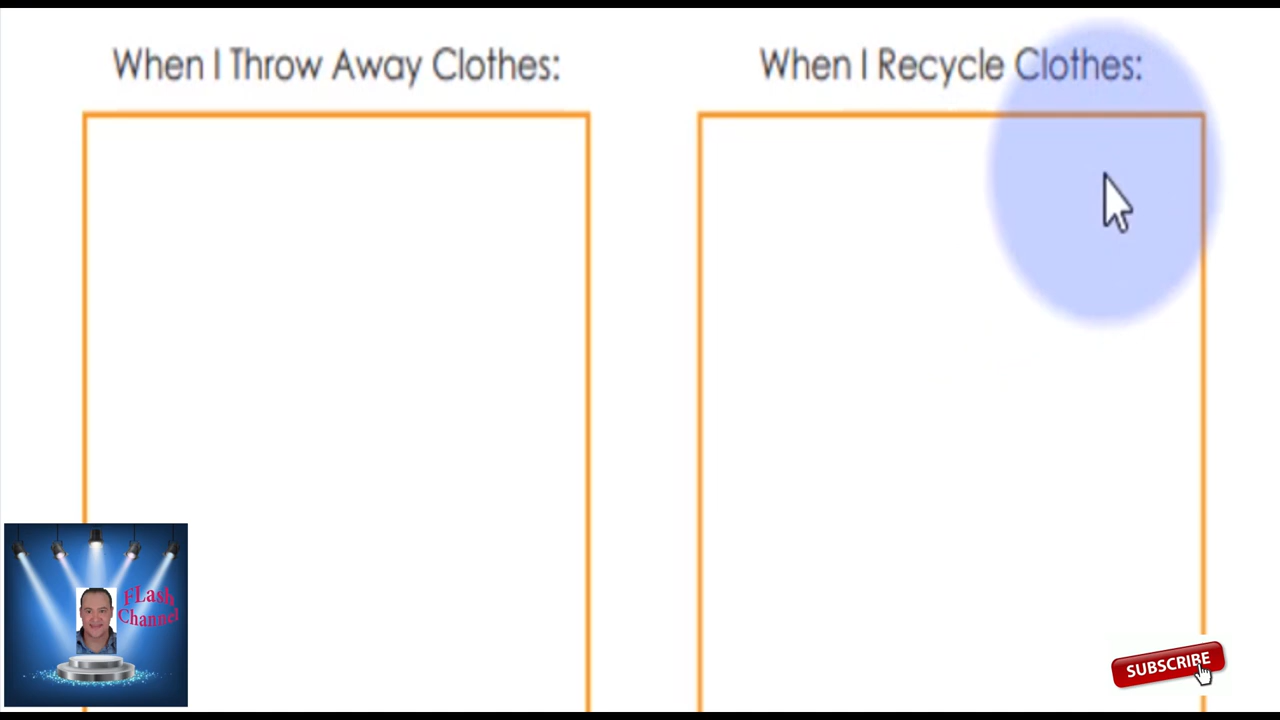 When I Throw Away Clothes:
When I Recycle Clothes:
FLash
Channel
SUBSCRIBE